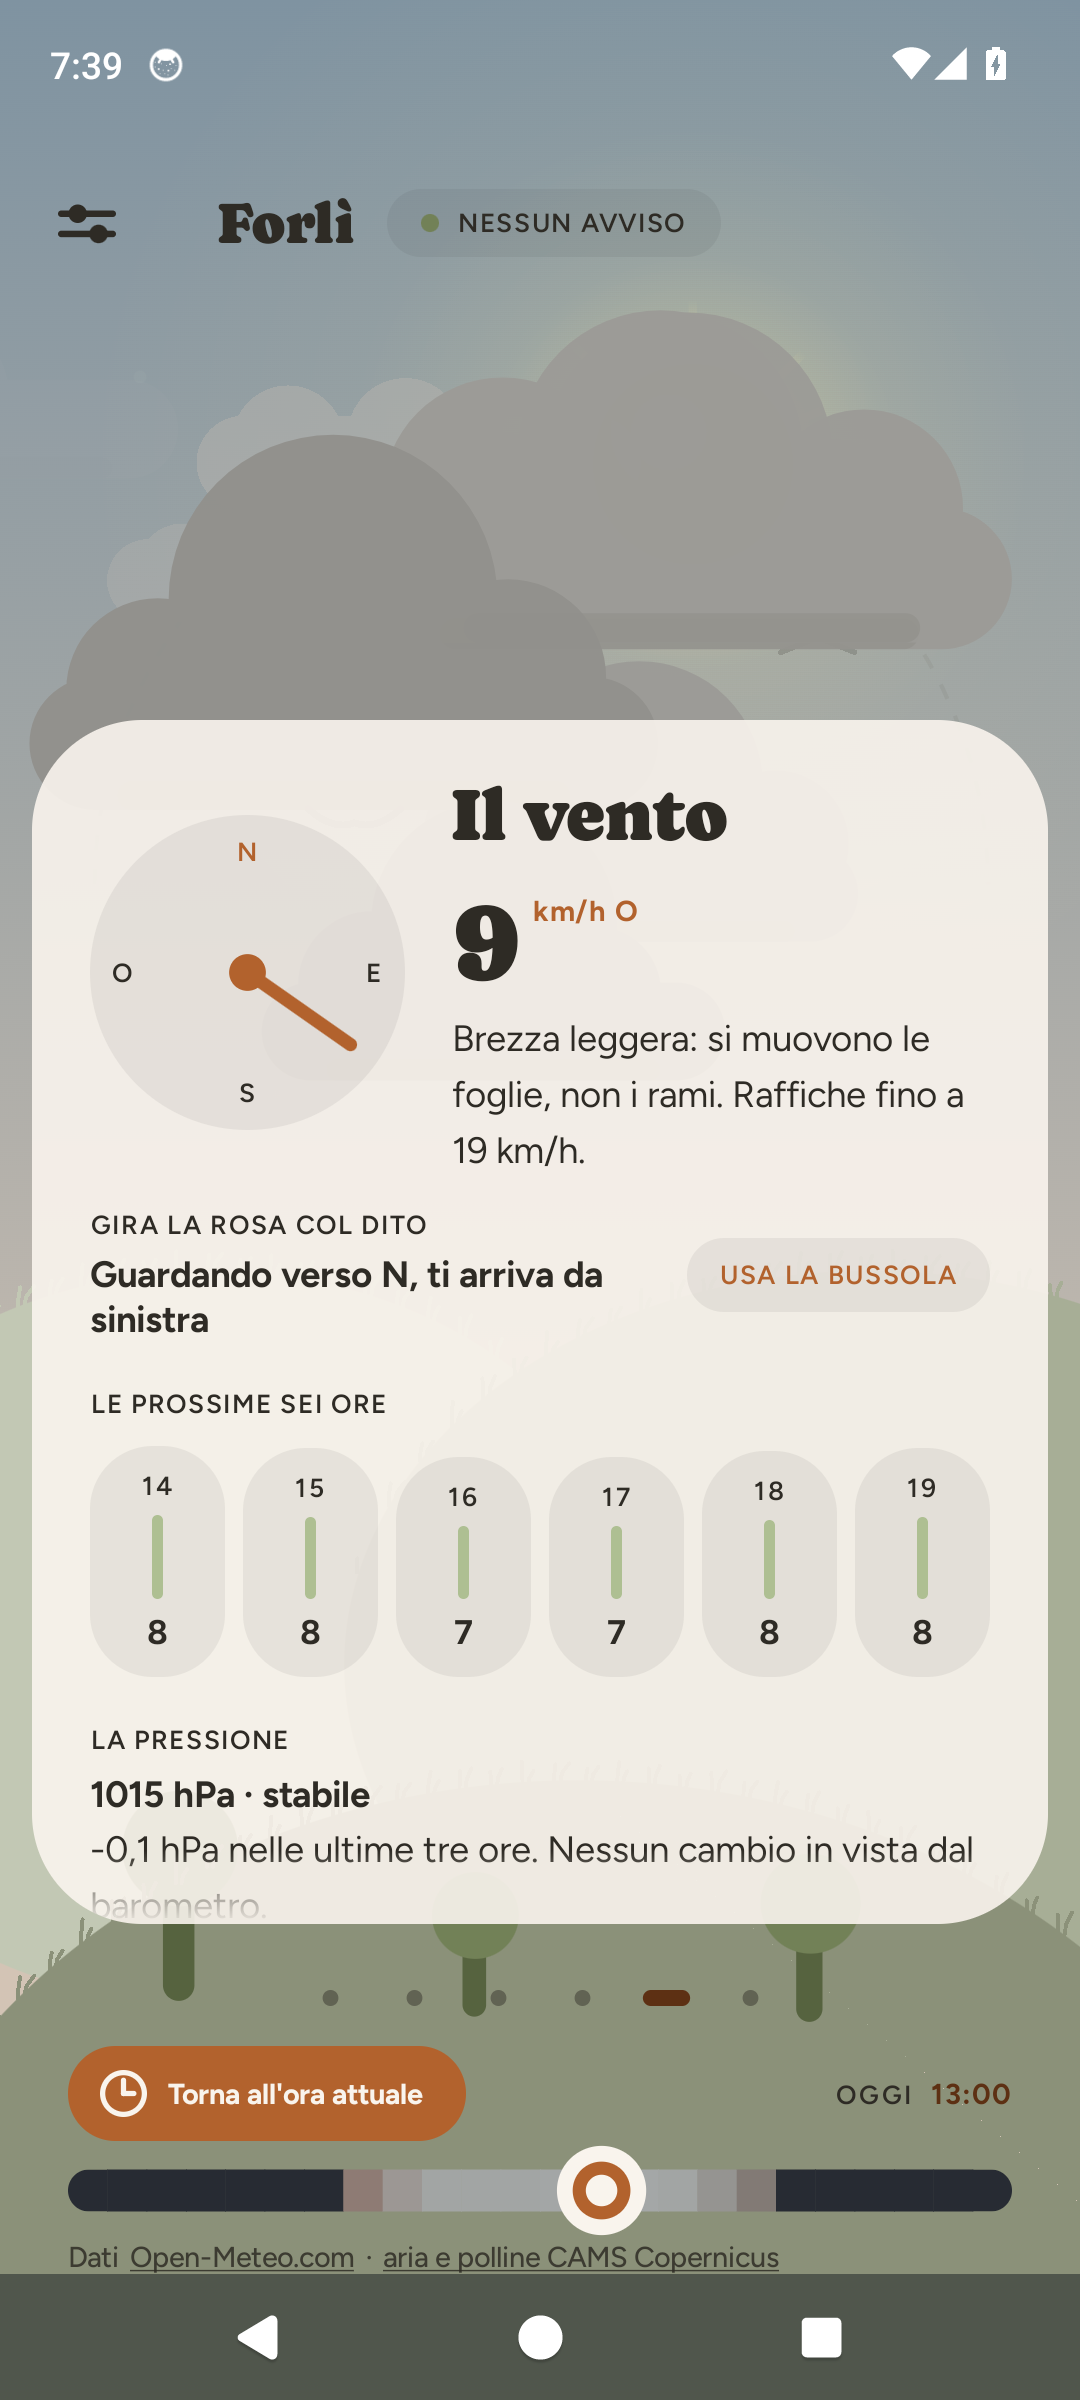 7:39
Forlì
NESSUN AVVISO
Il vento
9 km/h O
N
O
E
S
Brezza leggera: si muovono le
foglie, non i rami. Raffiche fino a
19 km/h.
GIRA LA ROSA COL DITO
Guardando verso N, ti arriva da
sinistra
USA LA BUSSOLA
LE PROSSIME SEI ORE
14 15 16 17 18 19
8 8 7 7 8 8
LA PRESSIONE
1015 hPa · stabile
-0,1 hPa nelle ultime tre ore. Nessun cambio in vista dal
barometro.
Torna all'ora attuale
OGGI 13:00
Dati Open-Meteo.com · aria e polline CAMS Copernicus